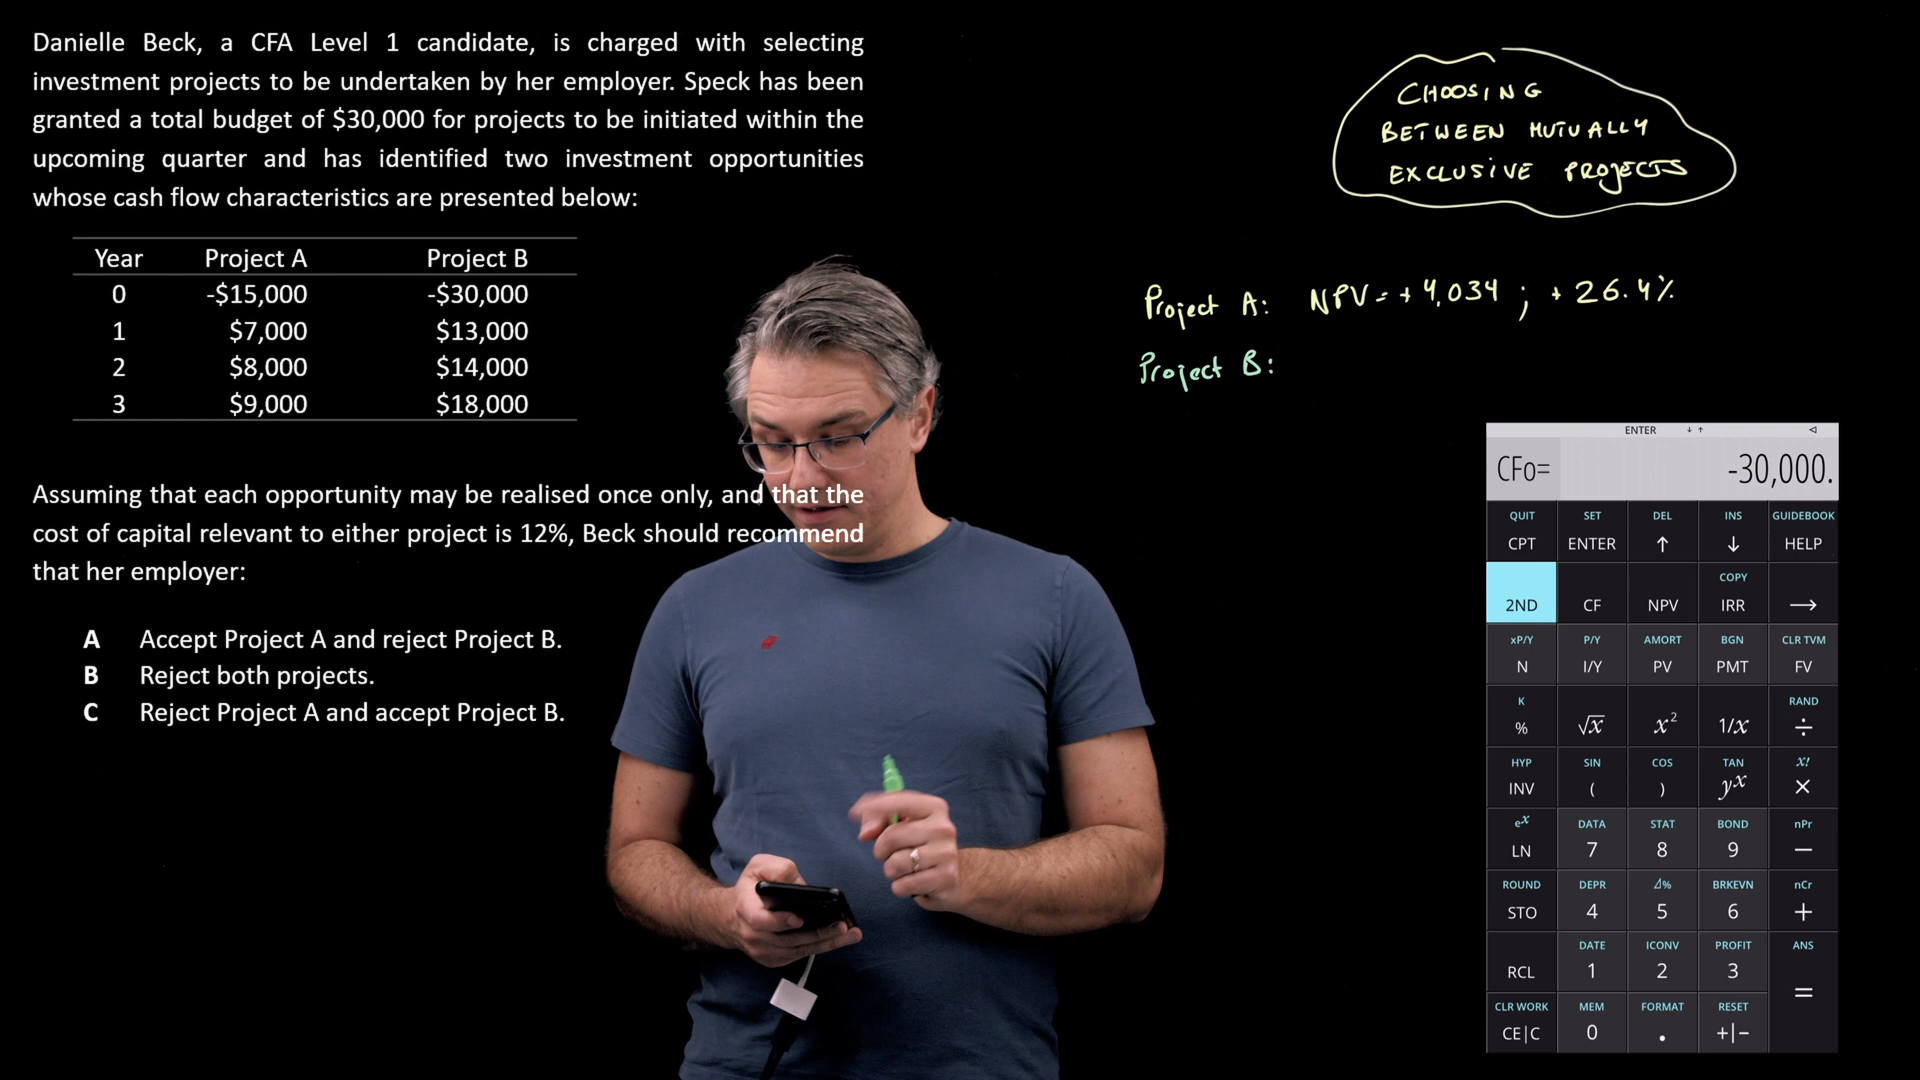 Danielle Beck, a CFA Level 1 candidate, is charged with selecting
investment projects to be undertaken by her employer. Speck has been
granted a total budget of $30,000 for projects to be initiated within the
upcoming quarter and has identified two investment opportunities
whose cash flow characteristics are presented below:
Year Project A Project B
0 -$15,000 -$30,000
1 $7,000 $13,000
2 $8,000 $14,000
3 $9,000 $18,000
Assuming that each opportunity may be realised once only, and that the
cost of capital relevant to either project is 12%, Beck should recommend
that her employer:
A Accept Project A and reject Project B.
B Reject both projects.
C Reject Project A and accept Project B.
CHOOSING
BETWEEN MUTUALLY
EXCLUSIVE PROJECTS
Project A: NPV = + 4,034 ; + 26.4%
Project B:
ENTER ↓ ↑
CFo= -30,000.
QUIT SET DEL INS GUIDEBOOK
CPT ENTER ↑ ↓ HELP
COPY
2ND CF NPV IRR →
xP/Y P/Y AMORT BGN CLR TVM
N I/Y PV PMT FV
K RAND
% √x x² 1/x ÷
HYP SIN COS TAN x!
INV ( ) yˣ ×
eˣ DATA STAT BOND nPr
LN 7 8 9 −
ROUND DEPR Δ% BRKEVN nCr
STO 4 5 6 +
DATE ICONV PROFIT ANS
RCL 1 2 3 =
CLR WORK MEM FORMAT RESET
CE|C 0 . +|−